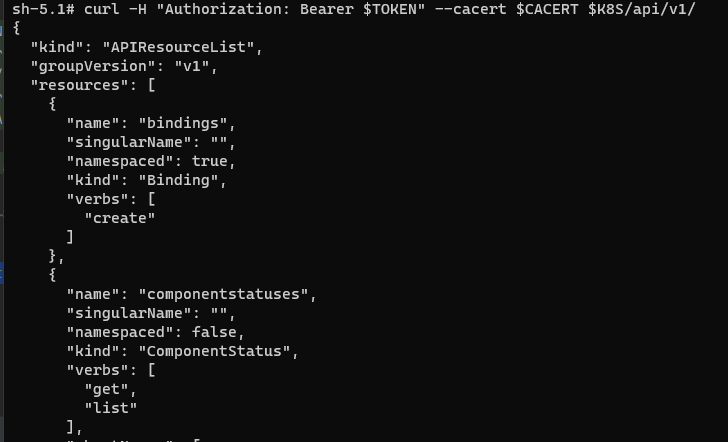 sh-5.1# curl -H "Authorization: Bearer $TOKEN" --cacert $CACERT $K8S/api/v1/
{
  "kind": "APIResourceList",
  "groupVersion": "v1",
  "resources": [
    {
      "name": "bindings",
      "singularName": "",
      "namespaced": true,
      "kind": "Binding",
      "verbs": [
        "create"
      ]
    },
    {
      "name": "componentstatuses",
      "singularName": "",
      "namespaced": false,
      "kind": "ComponentStatus",
      "verbs": [
        "get",
        "list"
      ],